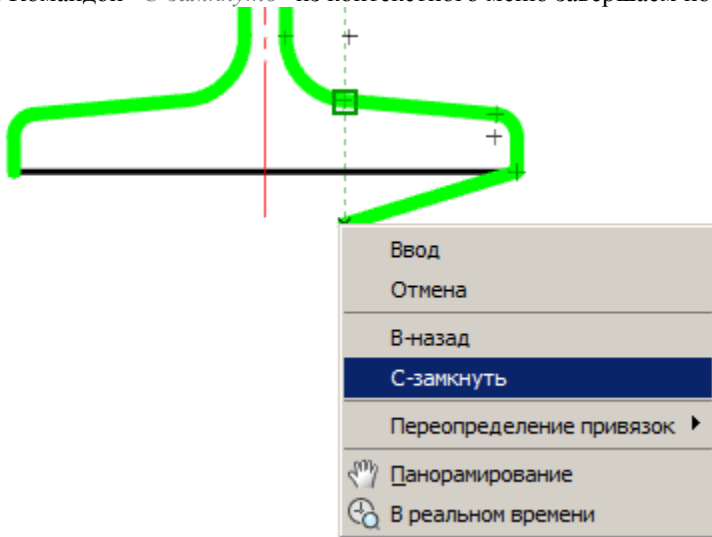 Командой "С-замкнуть" из контекстного меню завершаем по
Ввод
Отмена
В-назад
С-замкнуть
Переопределение привязок
Панорамирование
В реальном времени